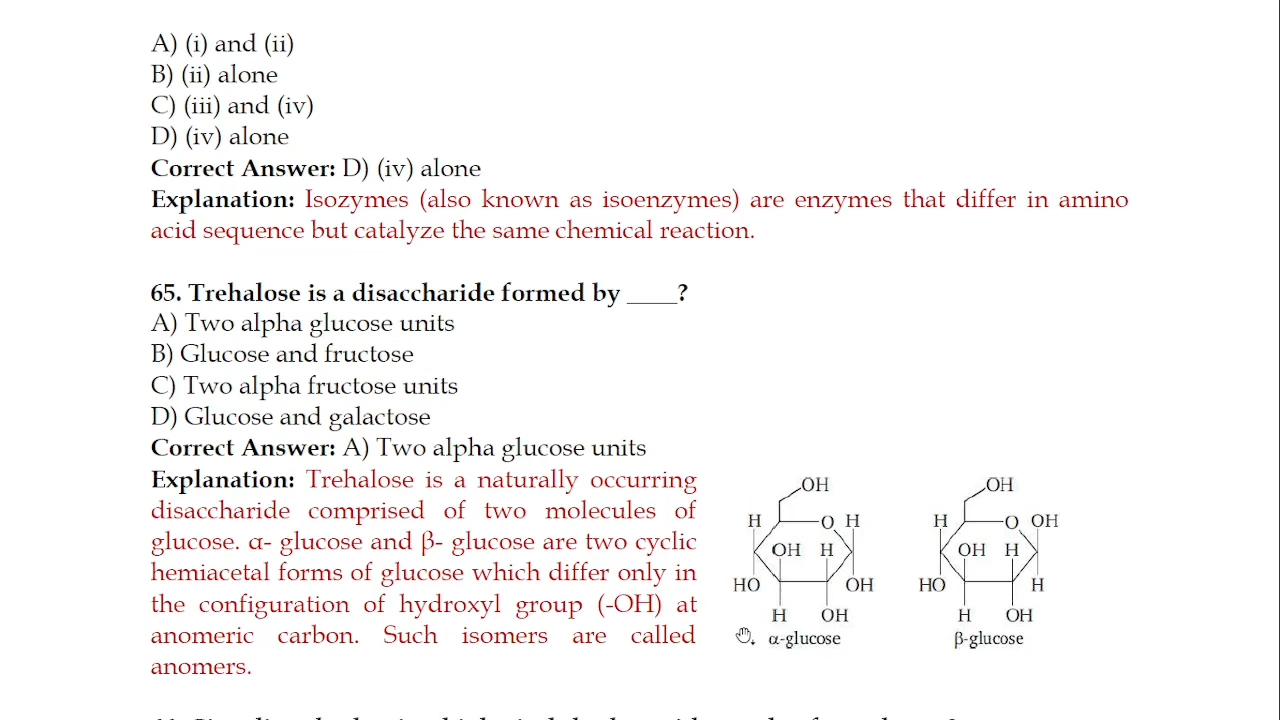 A) (i) and (ii)
B) (ii) alone
C) (iii) and (iv)
D) (iv) alone
Correct Answer: D) (iv) alone
Explanation: Isozymes (also known as isoenzymes) are enzymes that differ in amino
acid sequence but catalyze the same chemical reaction.
65. Trehalose is a disaccharide formed by ____?
A) Two alpha glucose units
B) Glucose and fructose
C) Two alpha fructose units
D) Glucose and galactose
Correct Answer: A) Two alpha glucose units
Explanation: Trehalose is a naturally occurring
disaccharide comprised of two molecules of
glucose. α- glucose and β- glucose are two cyclic
hemiacetal forms of glucose which differ only in
the configuration of hydroxyl group (-OH) at
anomeric carbon. Such isomers are called
anomers.
OH
H O H
OH H
HO OH
H OH
α-glucose
OH
H O OH
OH H
HO H
H OH
β-glucose